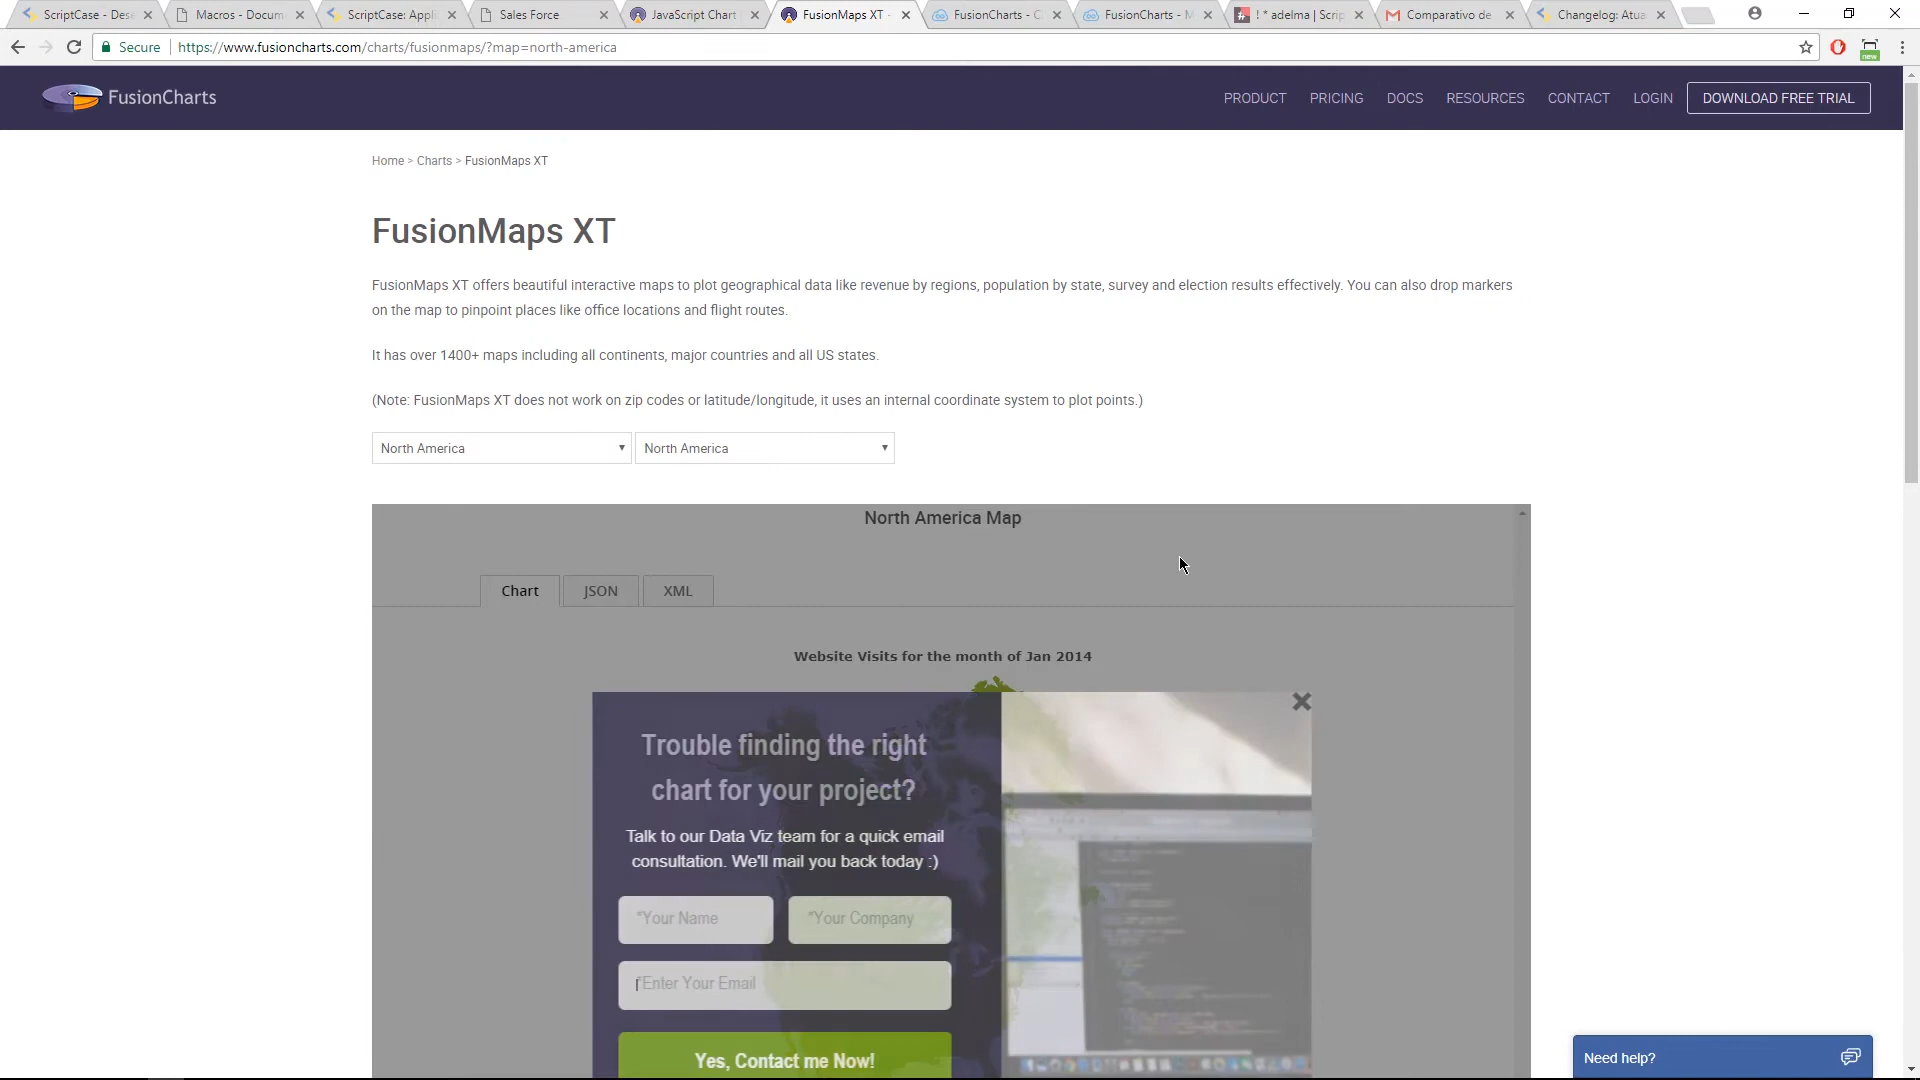 ScriptCase - Des
Macros - Docum
ScriptCase: Appl
Sales Force
JavaScript Chart
FusionMaps XT -
FusionCharts - C
FusionCharts - M
! * adelma | Scrip
Comparativo de
Changelog: Atua
Secure
https://www.fusioncharts.com/charts/fusionmaps/?map=north-america
new
FusionCharts
PRODUCT
PRICING
DOCS
RESOURCES
CONTACT
LOGIN
DOWNLOAD FREE TRIAL
Home > Charts > FusionMaps XT
FusionMaps XT
FusionMaps XT offers beautiful interactive maps to plot geographical data like revenue by regions, population by state, survey and election results effectively. You can also drop markers
on the map to pinpoint places like office locations and flight routes.
It has over 1400+ maps including all continents, major countries and all US states.
(Note: FusionMaps XT does not work on zip codes or latitude/longitude, it uses an internal coordinate system to plot points.)
North America
North America
North America Map
Chart
JSON
XML
Website Visits for the month of Jan 2014
Trouble finding the right
chart for your project?
Talk to our Data Viz team for a quick email
consultation. We'll mail you back today :)
*Your Name
*Your Company
*Enter Your Email
Yes, Contact me Now!
Need help?